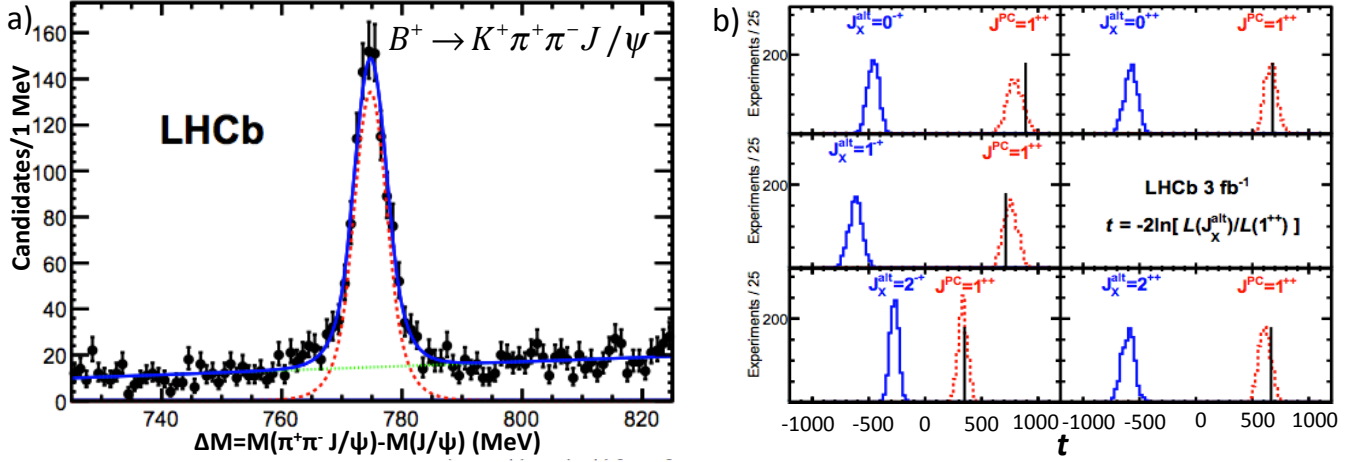 a)
B⁺ → K⁺π⁺π⁻ J/ψ
LHCb
Candidates/1 MeV
160
140
120
100
80
60
40
20
0
740 760 780 800 820
ΔM=M(π⁺π⁻ J/ψ)-M(J/ψ) (MeV)
b)
J_X^alt=0⁻⁺ J^PC=1⁺⁺ J_X^alt=0⁺⁺ J^PC=1⁺⁺
Experiments / 25
200
J_X^alt=1⁻⁺ J^PC=1⁺⁺
Experiments / 25
200
LHCb 3 fb⁻¹
t = -2ln[ L(J_X^alt)/L(1⁺⁺) ]
J_X^alt=2⁻⁺ J^PC=1⁺⁺ J_X^alt=2⁺⁺ J^PC=1⁺⁺
Experiments / 25
200
-1000 -500 0 500 1000 -1000 -500 0 500 1000
t